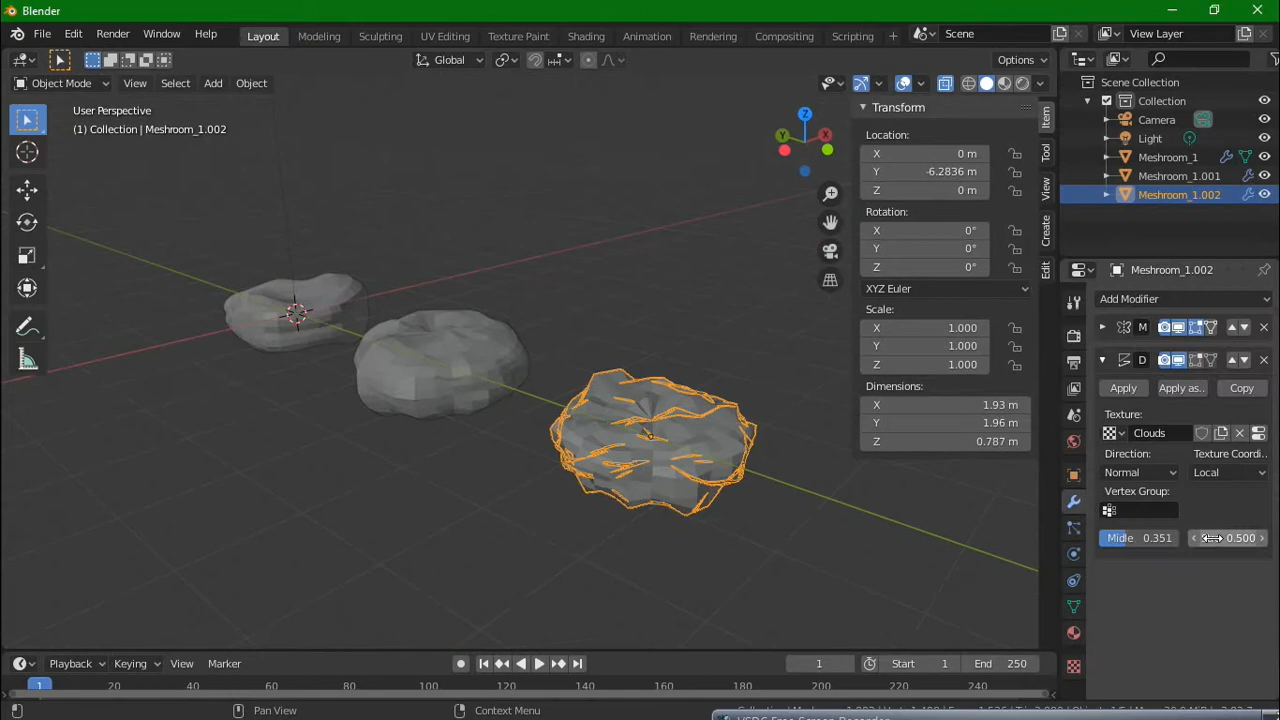 Blender
File Edit Render Window Help Layout Modeling Sculpting UV Editing Texture Paint Shading Animation Rendering Compositing Scripting + Scene View Layer
Global Options
Object Mode View Select Add Object
User Perspective
(1) Collection | Meshroom_1.002
Z
Y X
Transform
Location:
X 0 m
Y -6.2836 m
Z 0 m
Rotation:
X 0°
Y 0°
Z 0°
XYZ Euler
Scale:
X 1.000
Y 1.000
Z 1.000
Dimensions:
X 1.93 m
Y 1.96 m
Z 0.787 m
Item
Tool
View
Create
Edit
Scene Collection
Collection
Camera
Light
Meshroom_1
Meshroom_1.001
Meshroom_1.002
Meshroom_1.002
Add Modifier
M
D
Apply Apply as.. Copy
Texture:
Clouds
Direction: Texture Coordi..
Normal Local
Vertex Group:
Midle 0.351 0.500
Playback Keying View Marker 1 Start 1 End 250
1 20 40 60 80 100 120 140 160 180 200 220 240
Pan View Context Menu